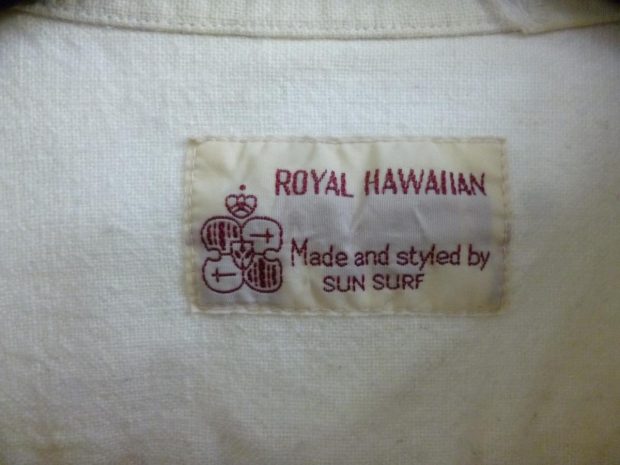 ROYAL HAWAIIAN
Made and styled by
SUN SURF